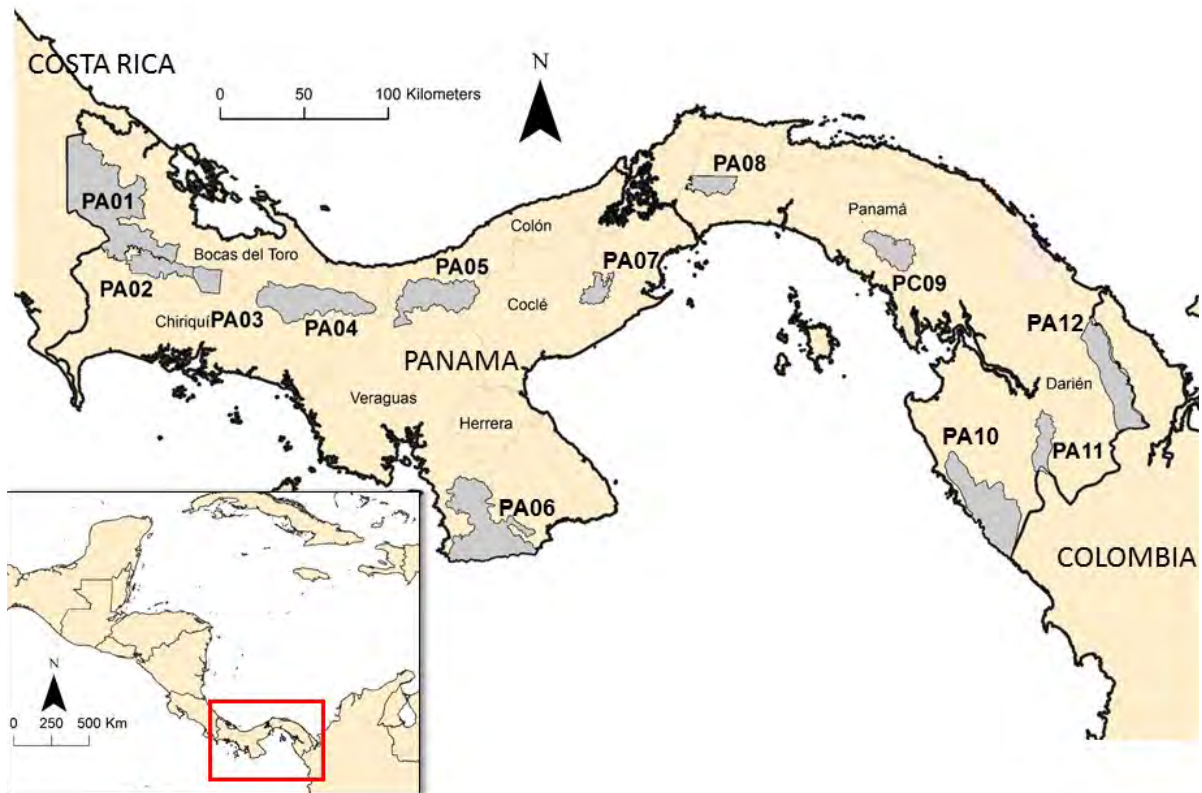 COSTA RICA
N
0 50 100 Kilometers
PA08
PA01
Colón
Panamá
Bocas del Toro
PA05
PA07
PA02
PC09
Chiriquí
PA03
PA04
Coclé
PA12
PANAMA
Darién
Veraguas
Herrera
PA10
PA11
PA06
COLOMBIA
N
0 250 500 Km